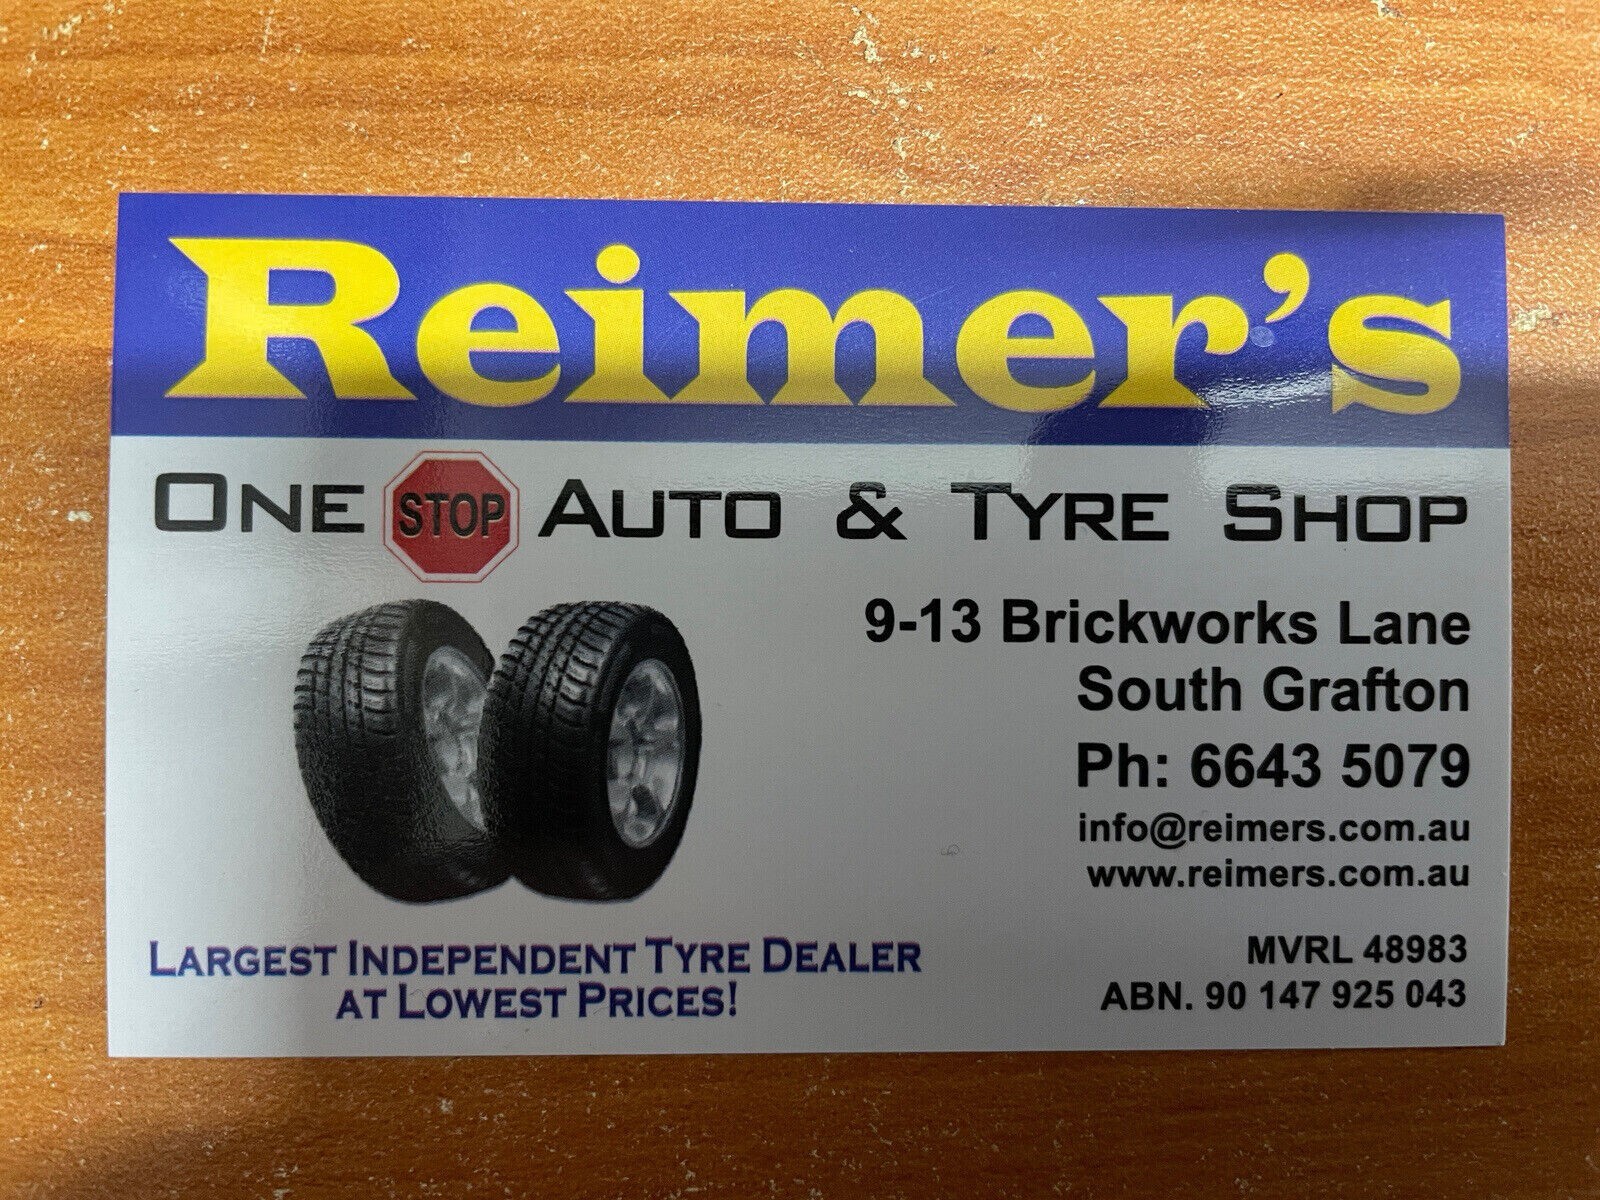 Reimer's
ONE STOP AUTO & TYRE SHOP
9-13 Brickworks Lane
South Grafton
Ph: 6643 5079
info@reimers.com.au
www.reimers.com.au
LARGEST INDEPENDENT TYRE DEALER
AT LOWEST PRICES!
MVRL 48983
ABN. 90 147 925 043